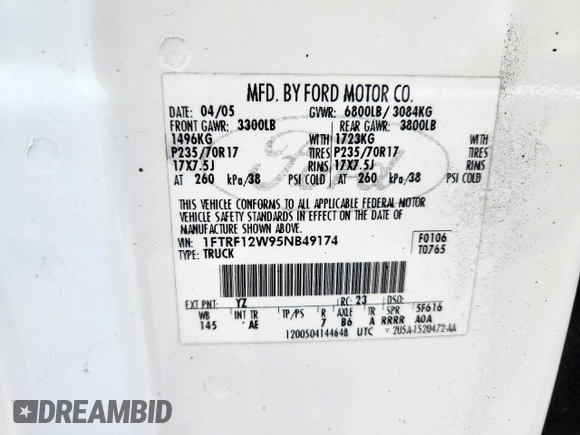 MFD. BY FORD MOTOR CO.
DATE: 04/05 GVWR: 6800LB/ 3084KG
FRONT GAWR: 3300LB REAR GAWR: 3800LB
1496KG WITH 1723KG WITH
P235/70R17 TIRES P235/70R17 TIRES
17X7.5J RIMS 17X7.5J RIMS
AT 260 kPa/38 PSI COLD AT 260 kPa/38 PSI COLD
THIS VEHICLE CONFORMS TO ALL APPLICABLE FEDERAL MOTOR
VEHICLE SAFETY STANDARDS IN EFFECT ON THE DATE OF
MANUFACTURE SHOWN ABOVE.
VIN: 1FTRF12W95NB49174 F0106
TYPE: TRUCK T0765
Ford
EXT PNT: YZ RC: 23 DSO:
WB INT TR TP/PS R AXLE TR SPR 5F616
145 AE 7 B6 A RRRR A0A
1200504144648 UTC 2U5A-1520472-AA
DREAMBID